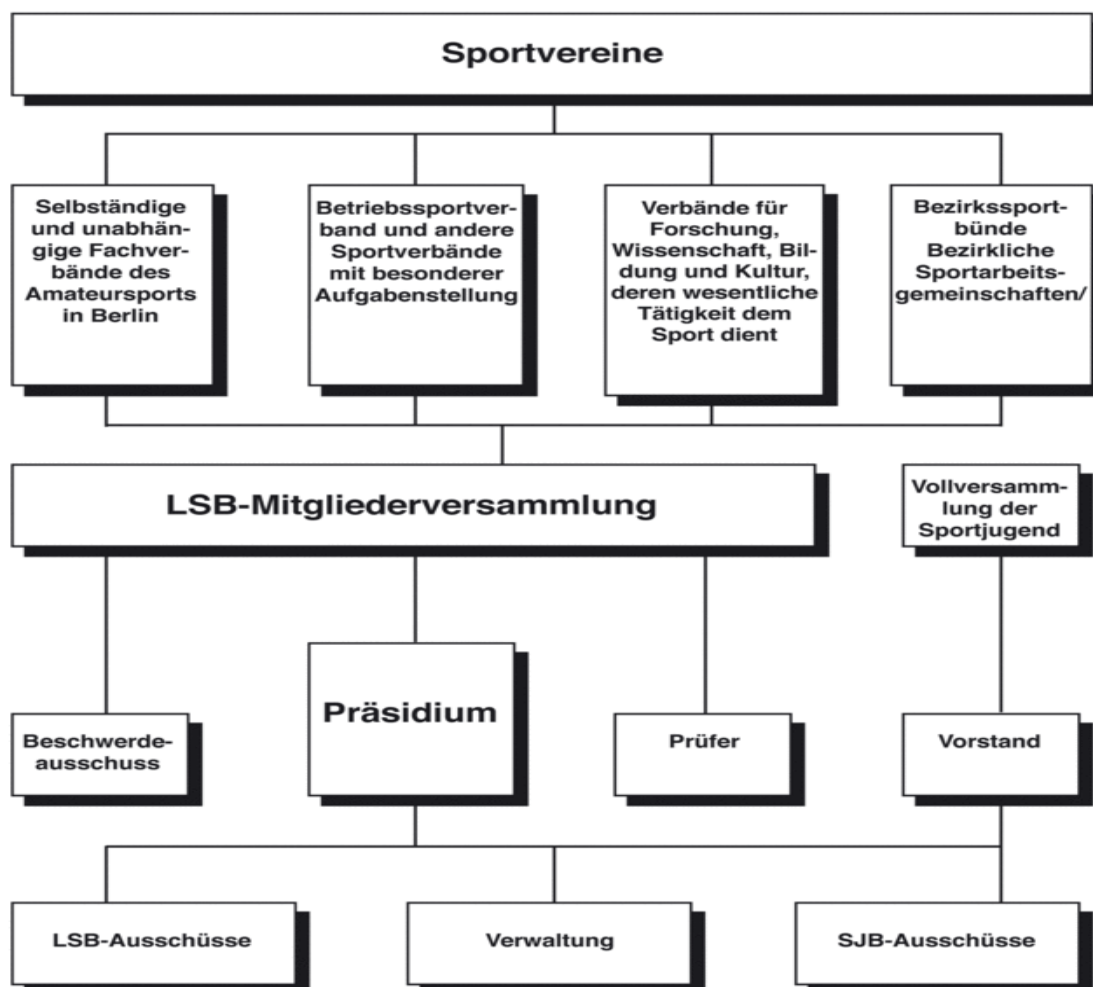 Sportvereine
Selbständige
und unabhän-
gige Fachver-
bände des
Amateursports
in Berlin
Betriebssportver-
band und andere
Sportverbände
mit besonderer
Aufgabenstellung
Verbände für
Forschung,
Wissenschaft, Bil-
dung und Kultur,
deren wesentliche
Tätigkeit dem
Sport dient
Bezirkssport-
bünde
Bezirkliche
Sportarbeits-
gemeinschaften/
LSB-Mitgliederversammlung
Vollversamm-
lung der
Sportjugend
Beschwerde-
ausschuss
Präsidium
Prüfer
Vorstand
LSB-Ausschüsse
Verwaltung
SJB-Ausschüsse